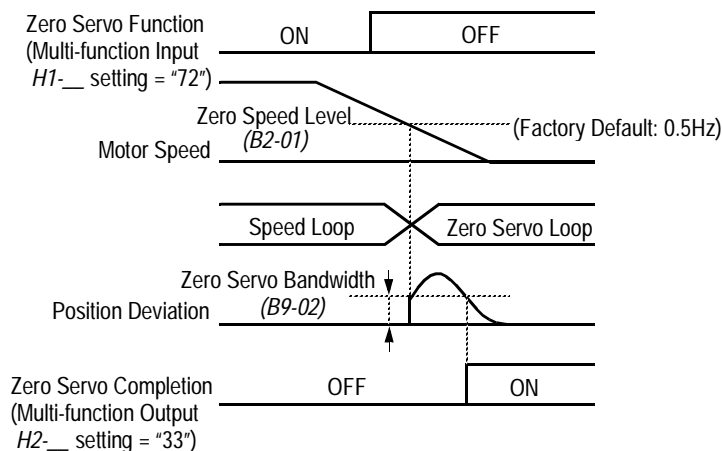 Zero Servo Function
(Multi-function Input
H1-__ setting = “72”)
ON
OFF
Zero Speed Level
(B2-01)
(Factory Default: 0.5Hz)
Motor Speed
Speed Loop
Zero Servo Loop
Zero Servo Bandwidth
(B9-02)
Position Deviation
Zero Servo Completion
(Multi-function Output
H2-__ setting = “33”)
OFF
ON